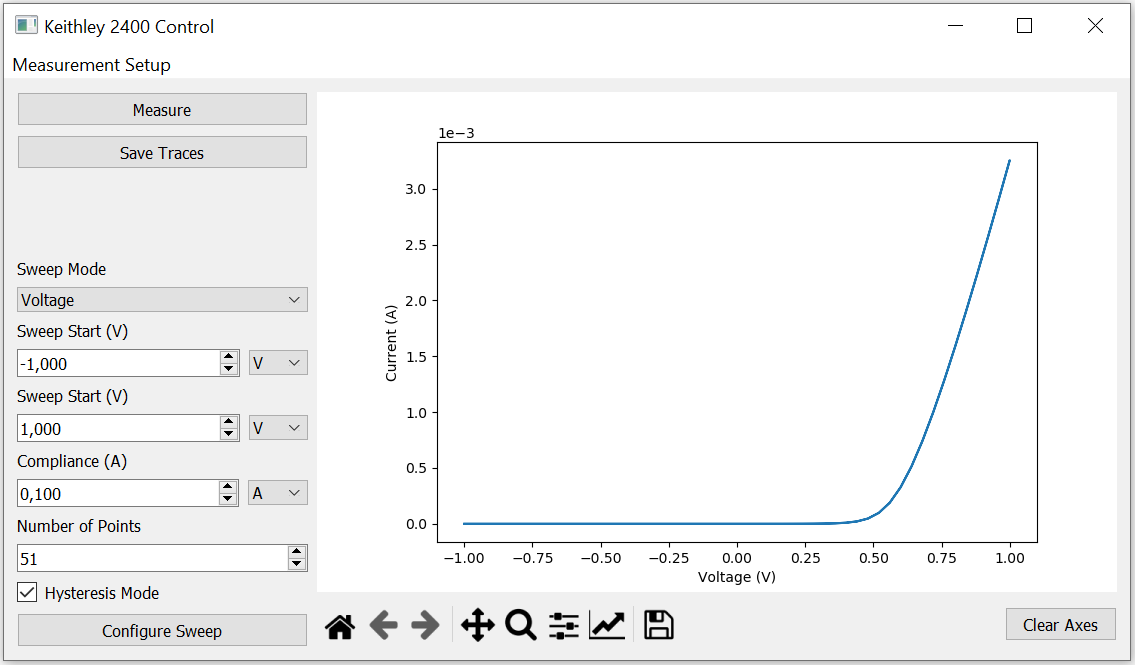 Keithley 2400 Control
Measurement Setup
Measure
Save Traces
Sweep Mode
Voltage
Sweep Start (V)
-1,000 V
Sweep Start (V)
1,000 V
Compliance (A)
0,100 A
Number of Points
51
Hysteresis Mode
Configure Sweep
1e−3
3.0
2.5
2.0
1.5
1.0
0.5
0.0
Current (A)
−1.00 −0.75 −0.50 −0.25 0.00 0.25 0.50 0.75 1.00
Voltage (V)
Clear Axes